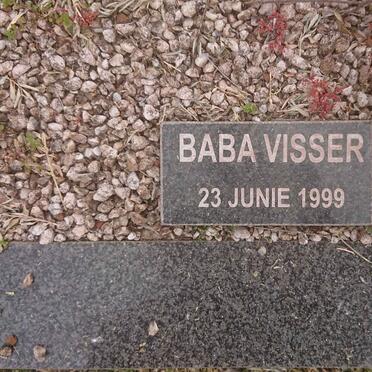 BABA VISSER
23 JUNIE 1999